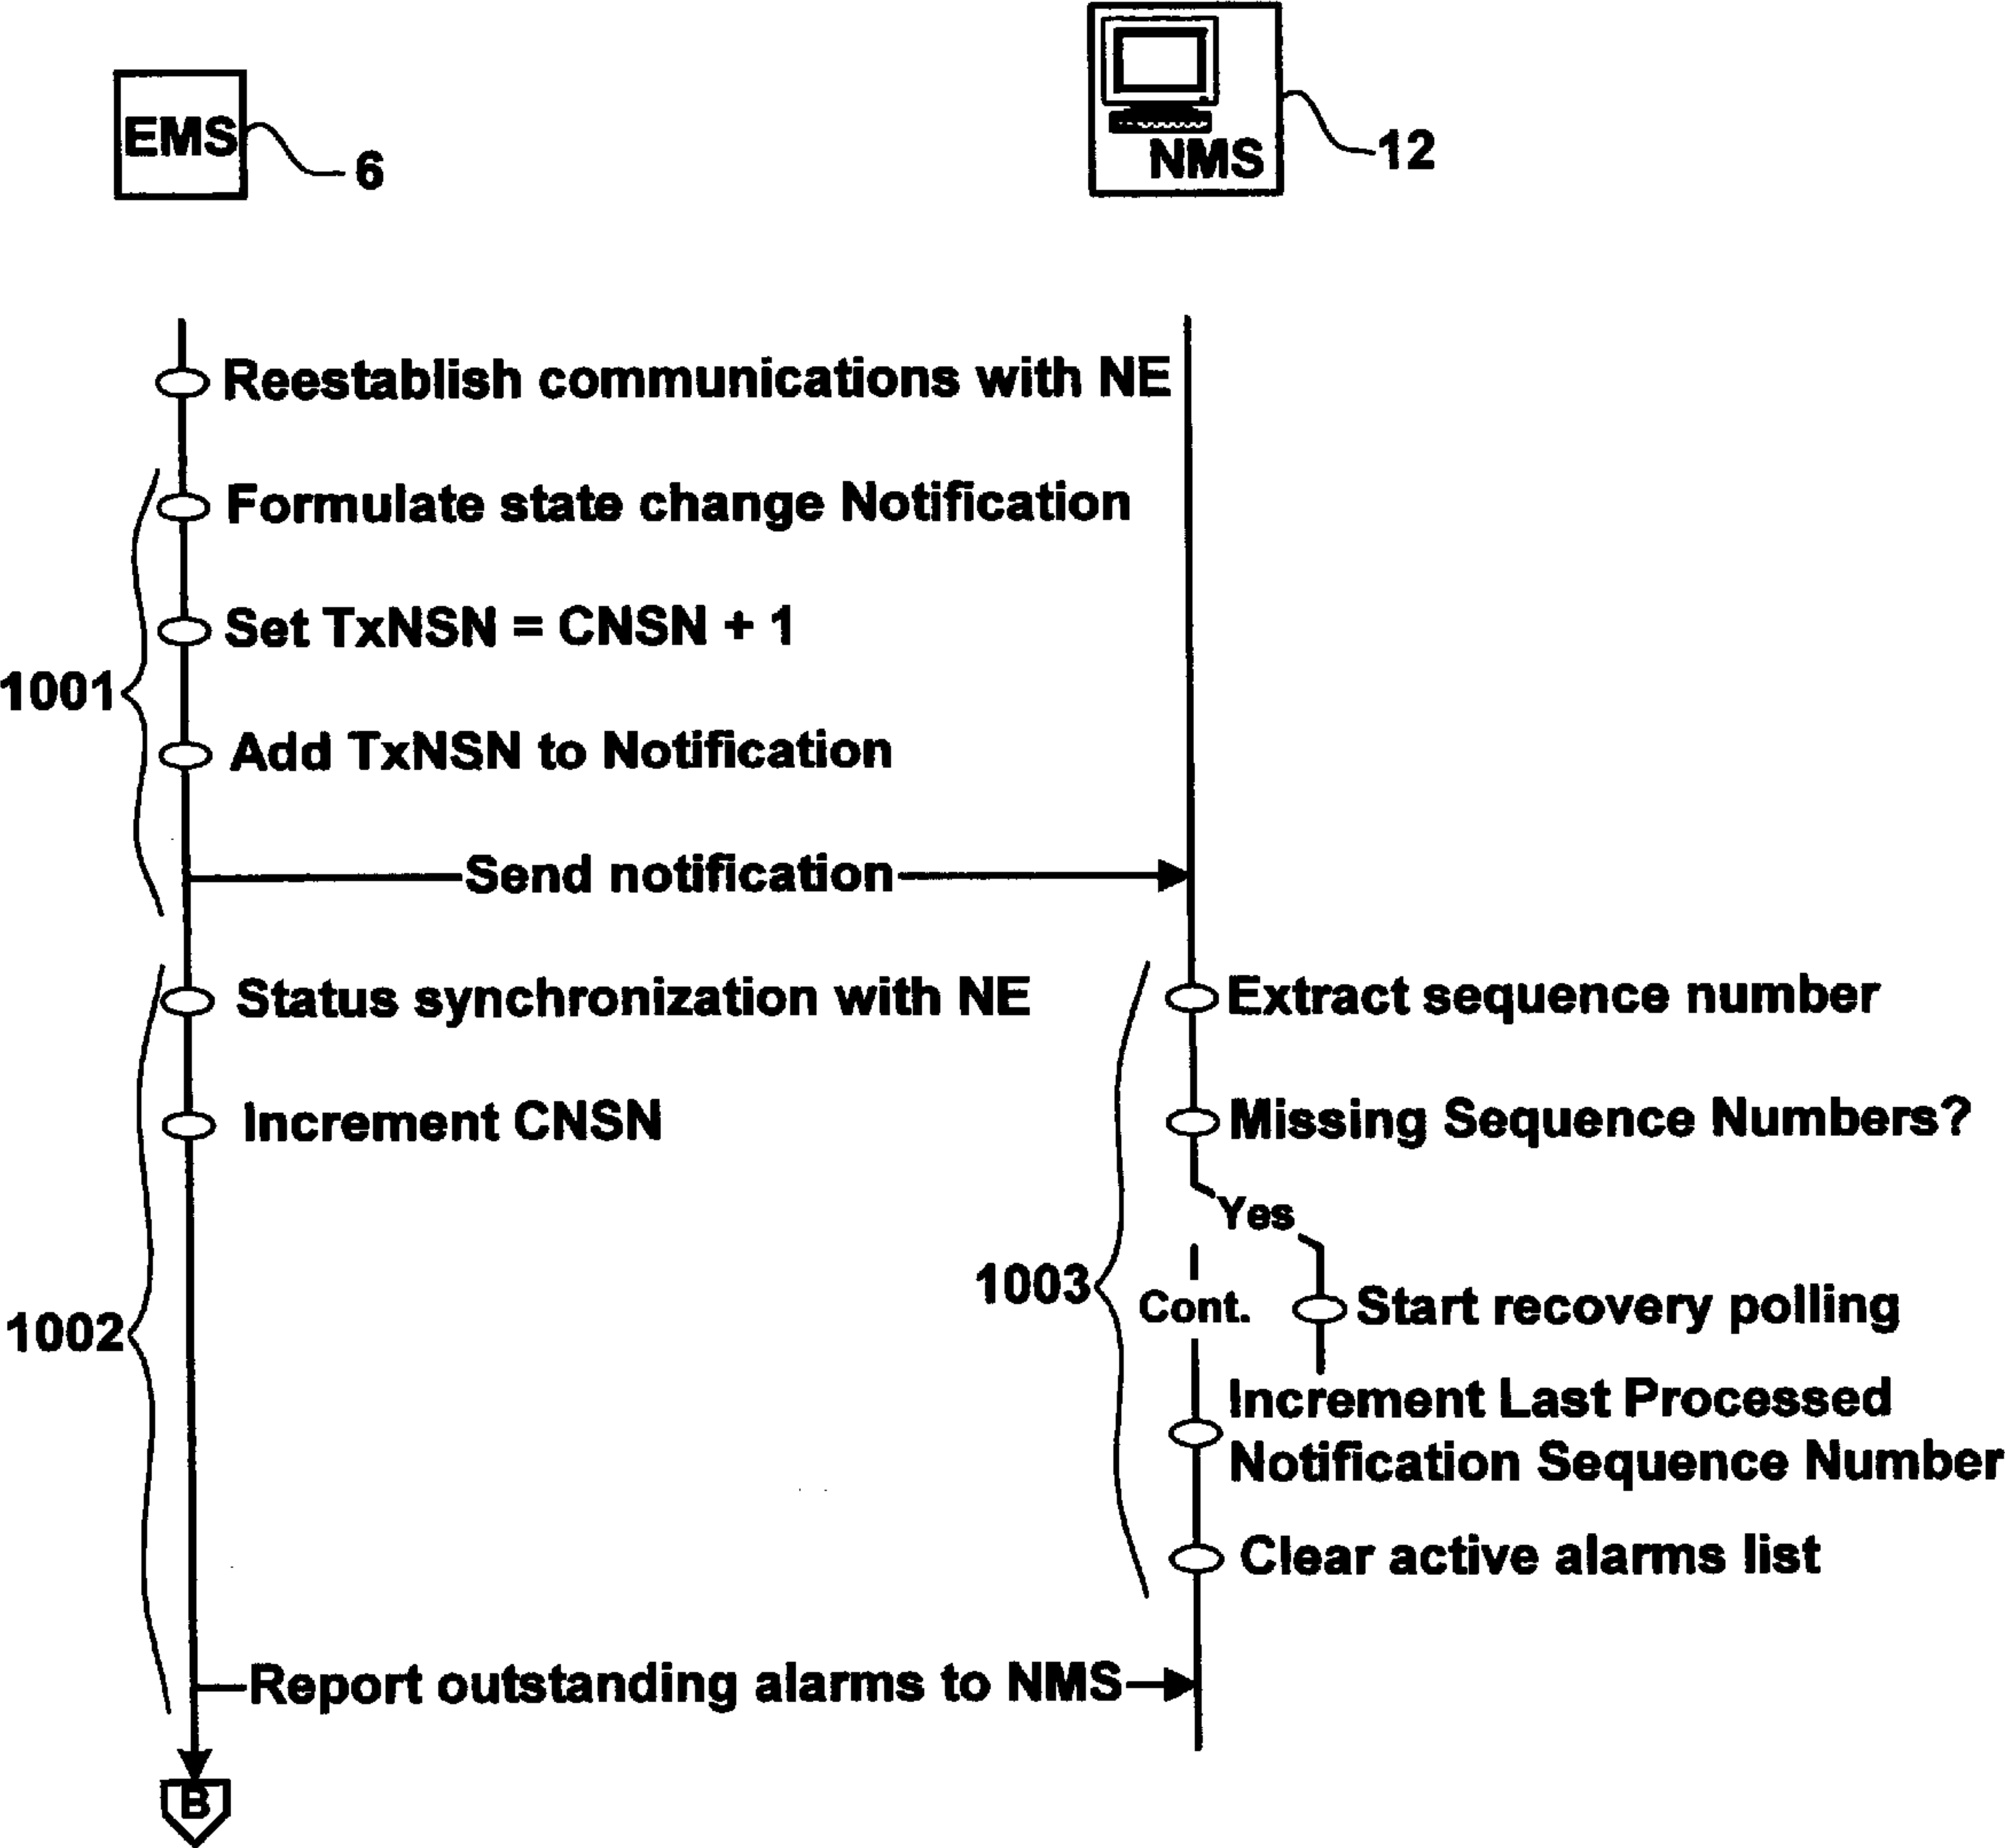 EMS
6
NMS
12
Reestablish communications with NE
Formulate state change Notification
Set TxNSN = CNSN + 1
1001
Add TxNSN to Notification
Send notification
Status synchronization with NE
Extract sequence number
Increment CNSN
Missing Sequence Numbers?
Yes
1003
Cont.
Start recovery polling
1002
Increment Last Processed
Notification Sequence Number
Clear active alarms list
Report outstanding alarms to NMS
B